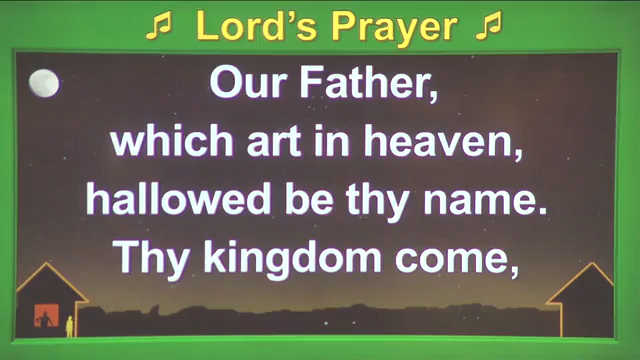 ♫ Lord's Prayer ♫
Our Father,
which art in heaven,
hallowed be thy name.
Thy kingdom come,